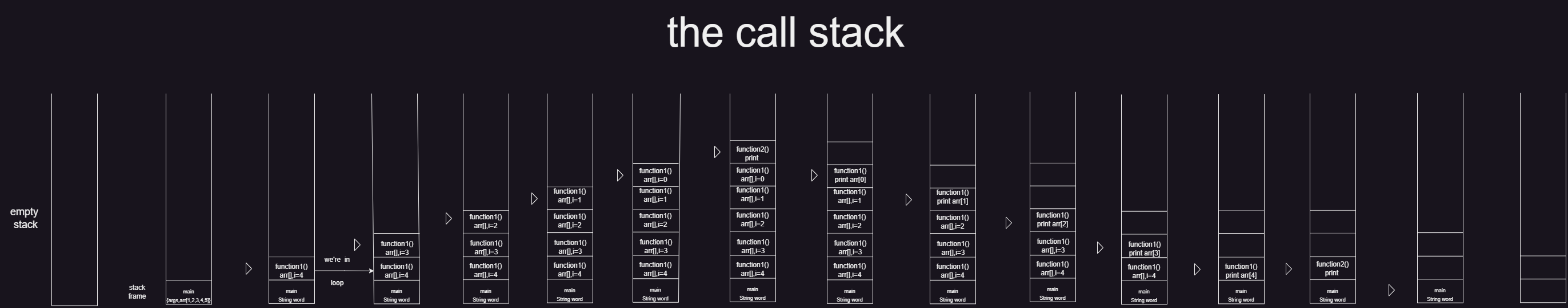 the call stack
empty
stack
stack
frame
main
{args,arr[1,2,3,4,5]}
function1()
arr[],i=4
main
String word
we're in
loop
function1()
arr[],i=3
function1()
arr[],i=4
main
String word
function1()
arr[],i=2
function1()
arr[],i=3
function1()
arr[],i=4
main
String word
function1()
arr[],i=1
function1()
arr[],i=2
function1()
arr[],i=3
function1()
arr[],i=4
main
String word
function1()
arr[],i=0
function1()
arr[],i=1
function1()
arr[],i=2
function1()
arr[],i=3
function1()
arr[],i=4
main
String word
function2()
print
function1()
arr[],i=0
function1()
arr[],i=1
function1()
arr[],i=2
function1()
arr[],i=3
function1()
arr[],i=4
main
String word
function1()
print arr[0]
function1()
arr[],i=1
function1()
arr[],i=2
function1()
arr[],i=3
function1()
arr[],i=4
main
String word
function1()
print arr[1]
function1()
arr[],i=2
function1()
arr[],i=3
function1()
arr[],i=4
main
String word
function1()
print arr[2]
function1()
arr[],i=3
function1()
arr[],i=4
main
String word
function1()
print arr[3]
function1()
arr[],i=4
main
String word
function1()
print arr[4]
main
String word
function2()
print
main
String word
main
String word